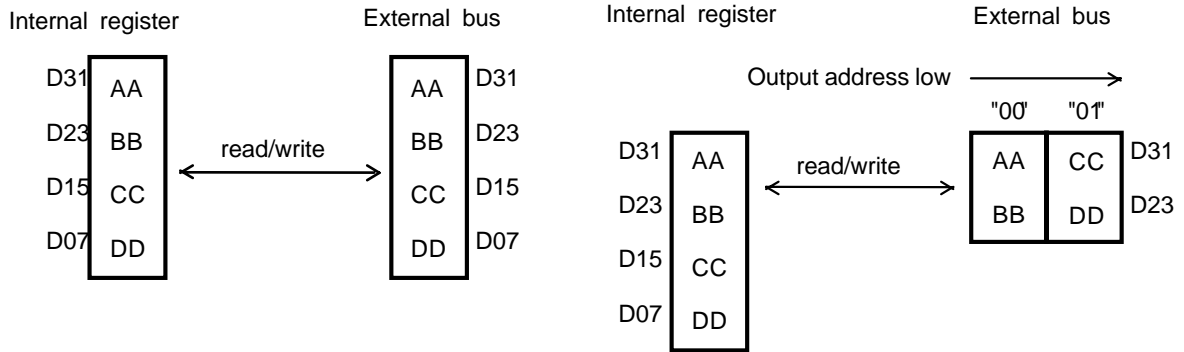 Internal register External bus
D31 AA AA D31
D23 BB BB D23
read/write
D15 CC CC D15
D07 DD DD D07
Internal register External bus
Output address low
"00' "01"
D31 AA AA CC D31
read/write
D23 BB BB DD D23
D15 CC
D07 DD